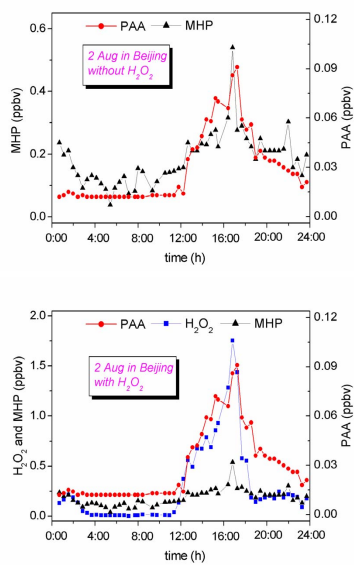 PAA MHP
2 Aug in Beijing
without H₂O₂
MHP (ppbv)
0.6
0.4
0.2
0.0
PAA (ppbv)
0.12
0.09
0.06
0.03
0.00
0:00 4:00 8:00 12:00 16:00 20:00 24:00
time (h)
PAA H₂O₂ MHP
2 Aug in Beijing
with H₂O₂
H₂O₂ and MHP (ppbv)
2.0
1.5
1.0
0.5
0.0
PAA (ppbv)
0.12
0.09
0.06
0.03
0.00
0:00 4:00 8:00 12:00 16:00 20:00 24:00
time (h)